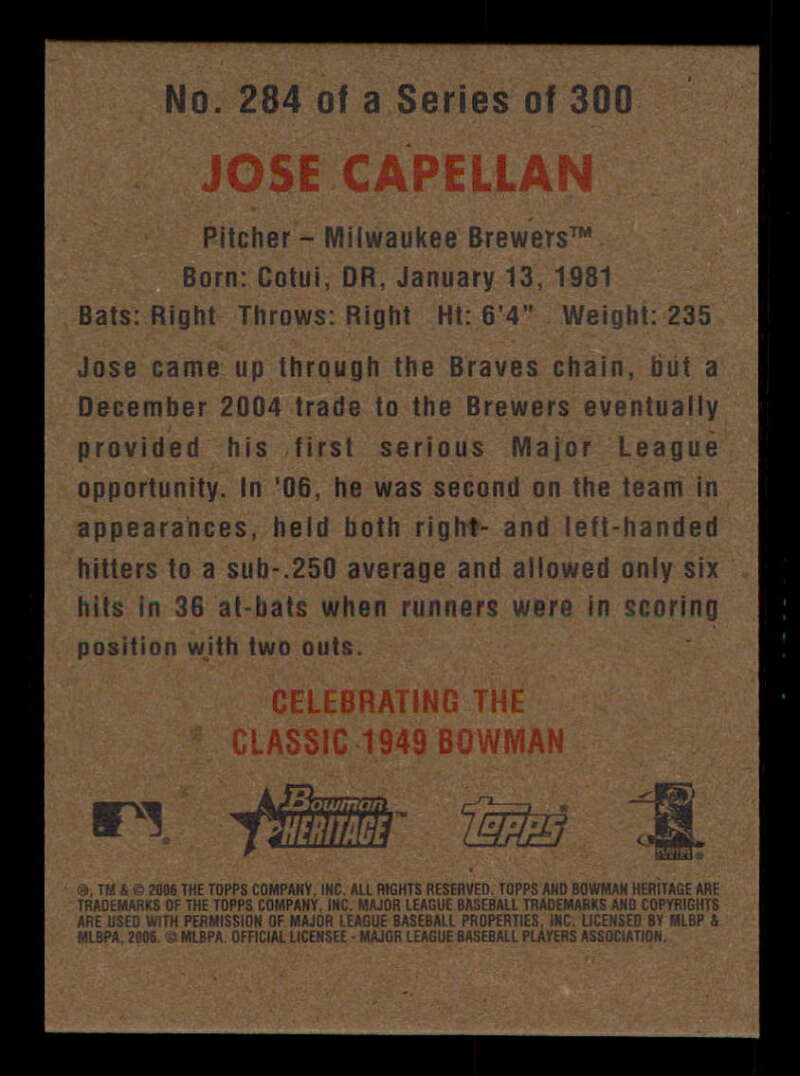 No. 284 of a Series of 300
JOSE CAPELLAN
Pitcher – Milwaukee Brewers™
Born: Cotui, DR, January 13, 1981
Bats: Right Throws: Right Ht: 6'4" Weight: 235
Jose came up through the Braves chain, but a
December 2004 trade to the Brewers eventually
provided his first serious Major League
opportunity. In '06, he was second on the team in
appearances, held both right- and left-handed
hitters to a sub-.250 average and allowed only six
hits in 36 at-bats when runners were in scoring
position with two outs.
CELEBRATING THE
CLASSIC 1949 BOWMAN
Bowman HERITAGE™
Topps®
®, TM & © 2006 THE TOPPS COMPANY, INC. ALL RIGHTS RESERVED. TOPPS AND BOWMAN HERITAGE ARE
TRADEMARKS OF THE TOPPS COMPANY, INC. MAJOR LEAGUE BASEBALL TRADEMARKS AND COPYRIGHTS
ARE USED WITH PERMISSION OF MAJOR LEAGUE BASEBALL PROPERTIES, INC. LICENSED BY MLBP &
MLBPA, 2006. © MLBPA. OFFICIAL LICENSEE - MAJOR LEAGUE BASEBALL PLAYERS ASSOCIATION.